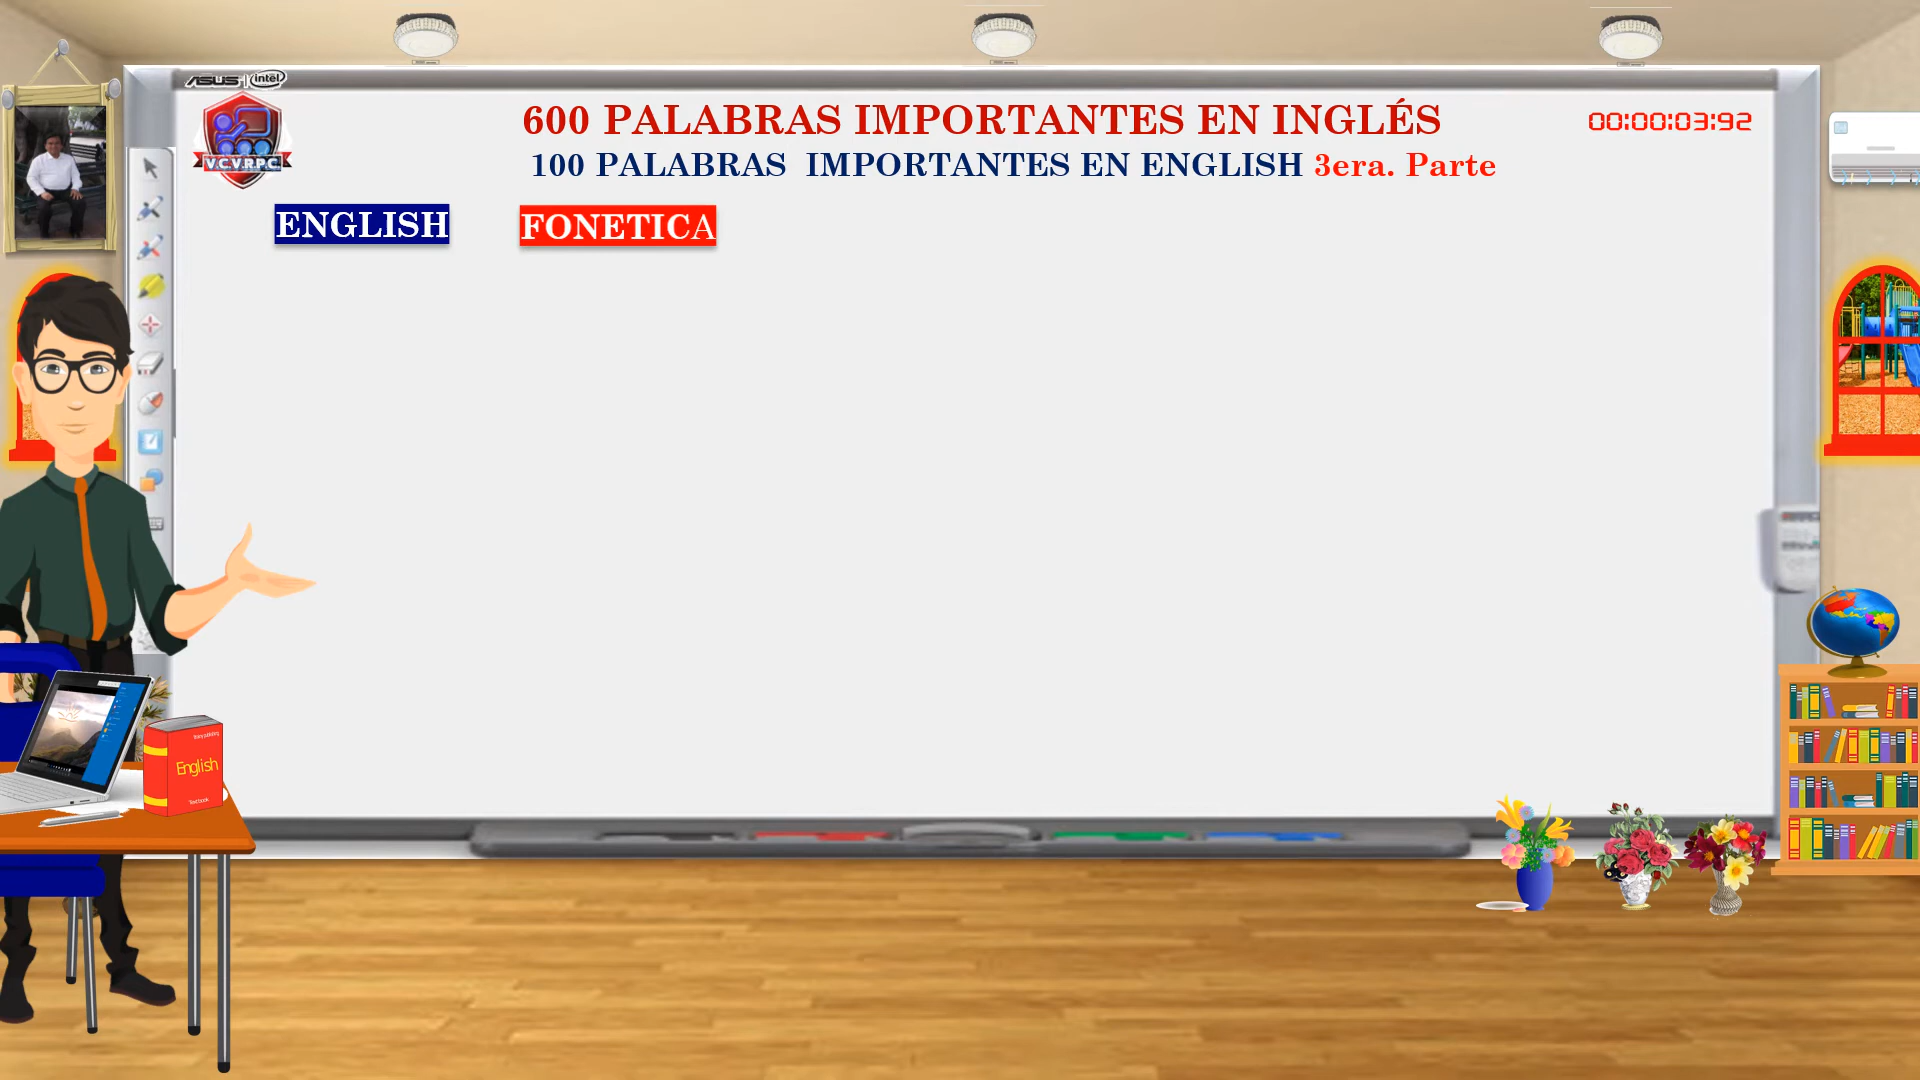 ASUS intel
600 PALABRAS IMPORTANTES EN INGLÉS
00:00:03:92
100 PALABRAS IMPORTANTES EN ENGLISH 3era. Parte
V.C.V.R.P.C.
ENGLISH FONETICA
English
Textbook